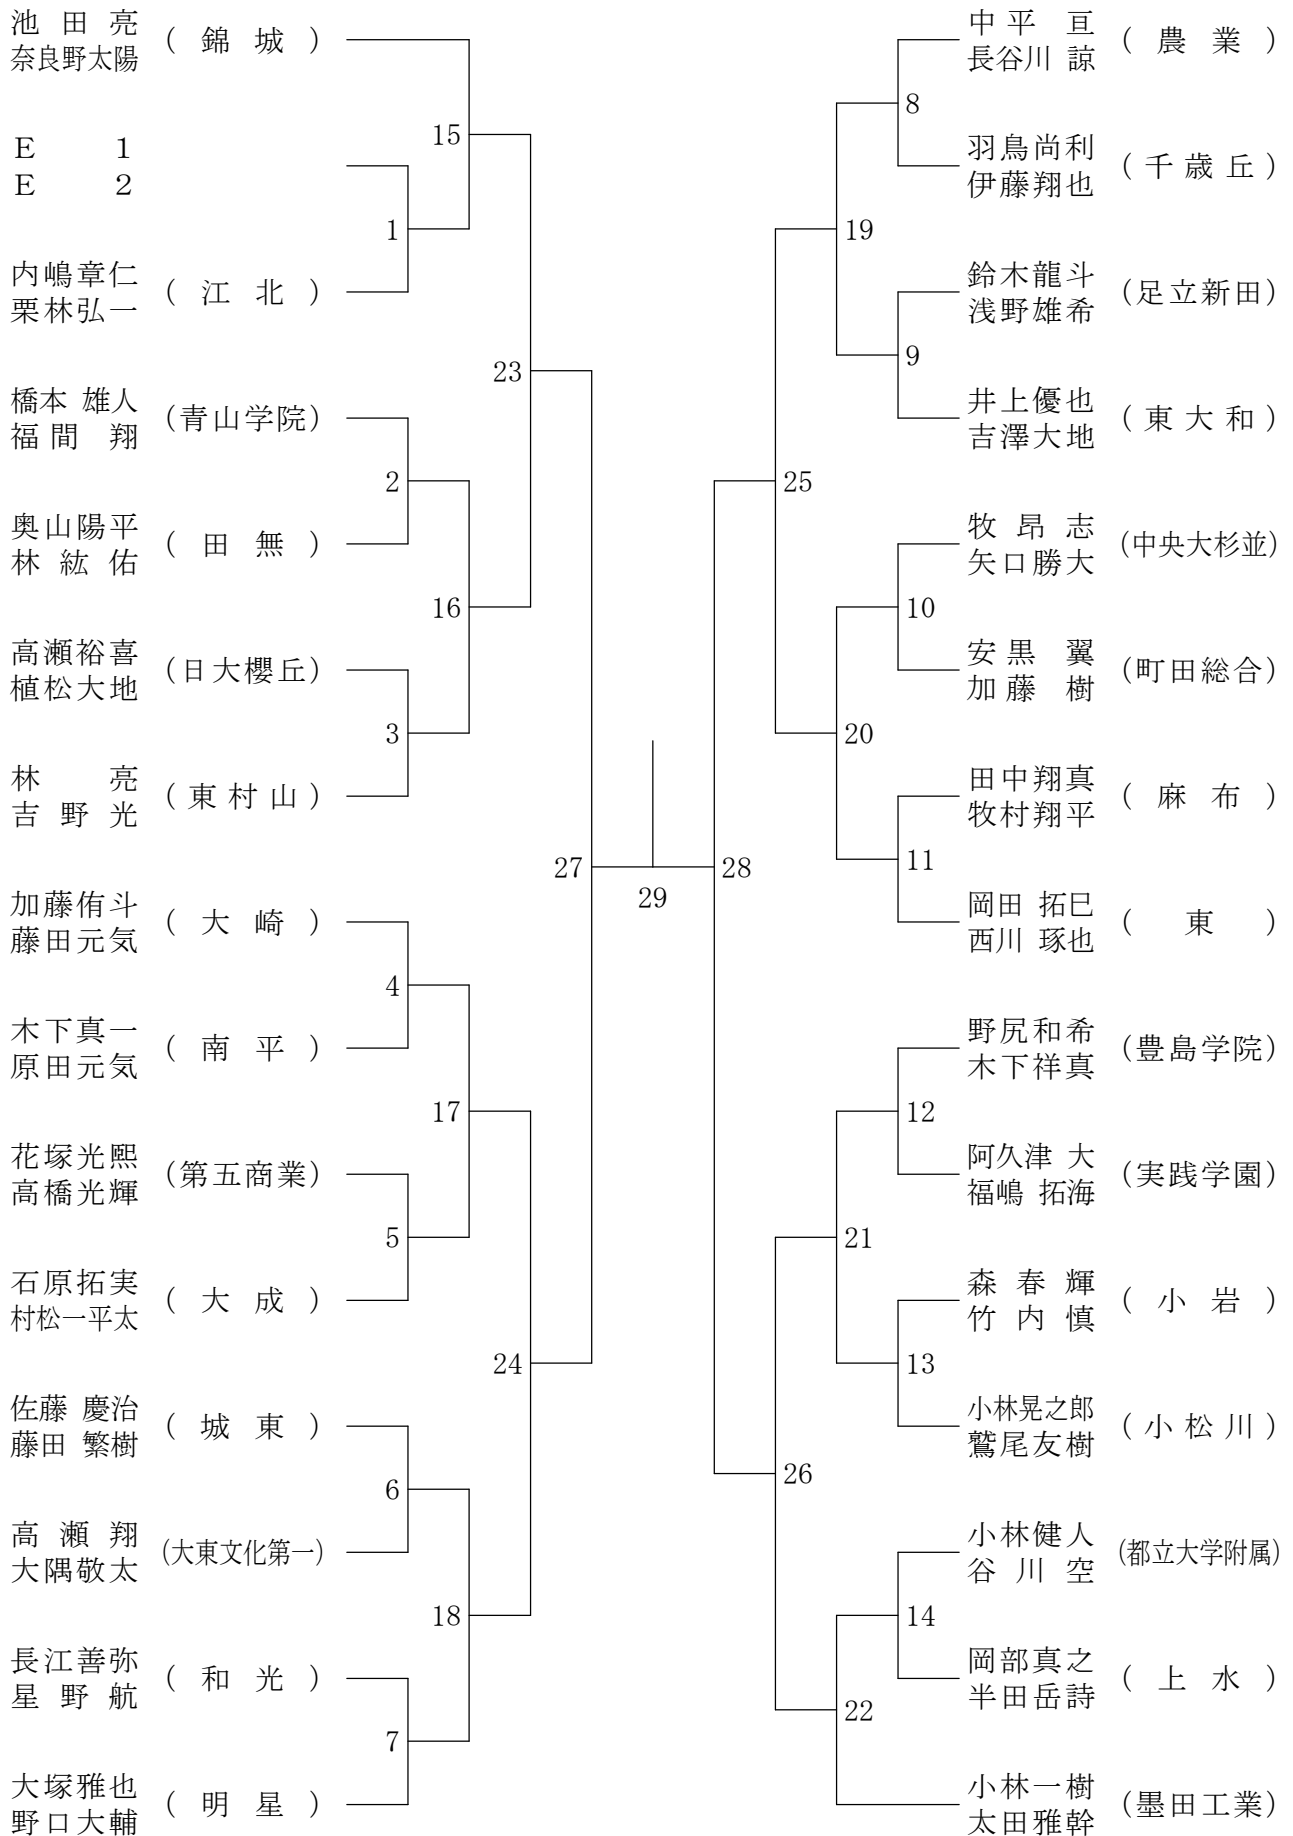 池田亮
奈良野太陽
(錦城)
E 1
E 2
内嶋章仁
栗林弘一
(江北)
橋本 雄人
福間翔
(青山学院)
奥山陽平
林紘佑
(田無)
高瀬裕喜
植松大地
(日大櫻丘)
林亮
吉野光
(東村山)
加藤侑斗
藤田元気
(大崎)
木下真一
原田元気
(南平)
花塚光熙
高橋光輝
(第五商業)
石原拓実
村松一平太
(大成)
佐藤 慶治
藤田 繁樹
(城東)
高瀬翔
大隅敬太
(大東文化第一)
長江善弥
星野航
(和光)
大塚雅也
野口大輔
(明星)
1
2
3
4
5
6
7
15
16
17
18
23
24
27
29
28
25
26
19
20
21
22
8
9
10
11
12
13
14
中平亘
長谷川諒
(農業)
羽鳥尚利
伊藤翔也
(千歳丘)
鈴木龍斗
浅野雄希
(足立新田)
井上優也
吉澤大地
(東大和)
牧昂志
矢口勝大
(中央大杉並)
安黒翼
加藤樹
(町田総合)
田中翔真
牧村翔平
(麻布)
岡田 拓巳
西川 琢也
(東)
野尻和希
木下祥真
(豊島学院)
阿久津 大
福嶋 拓海
(実践学園)
森春輝
竹内慎
(小岩)
小林晃之郎
鷲尾友樹
(小松川)
小林健人
谷川空
(都立大学附属)
岡部真之
半田岳詩
(上水)
小林一樹
太田雅幹
(墨田工業)